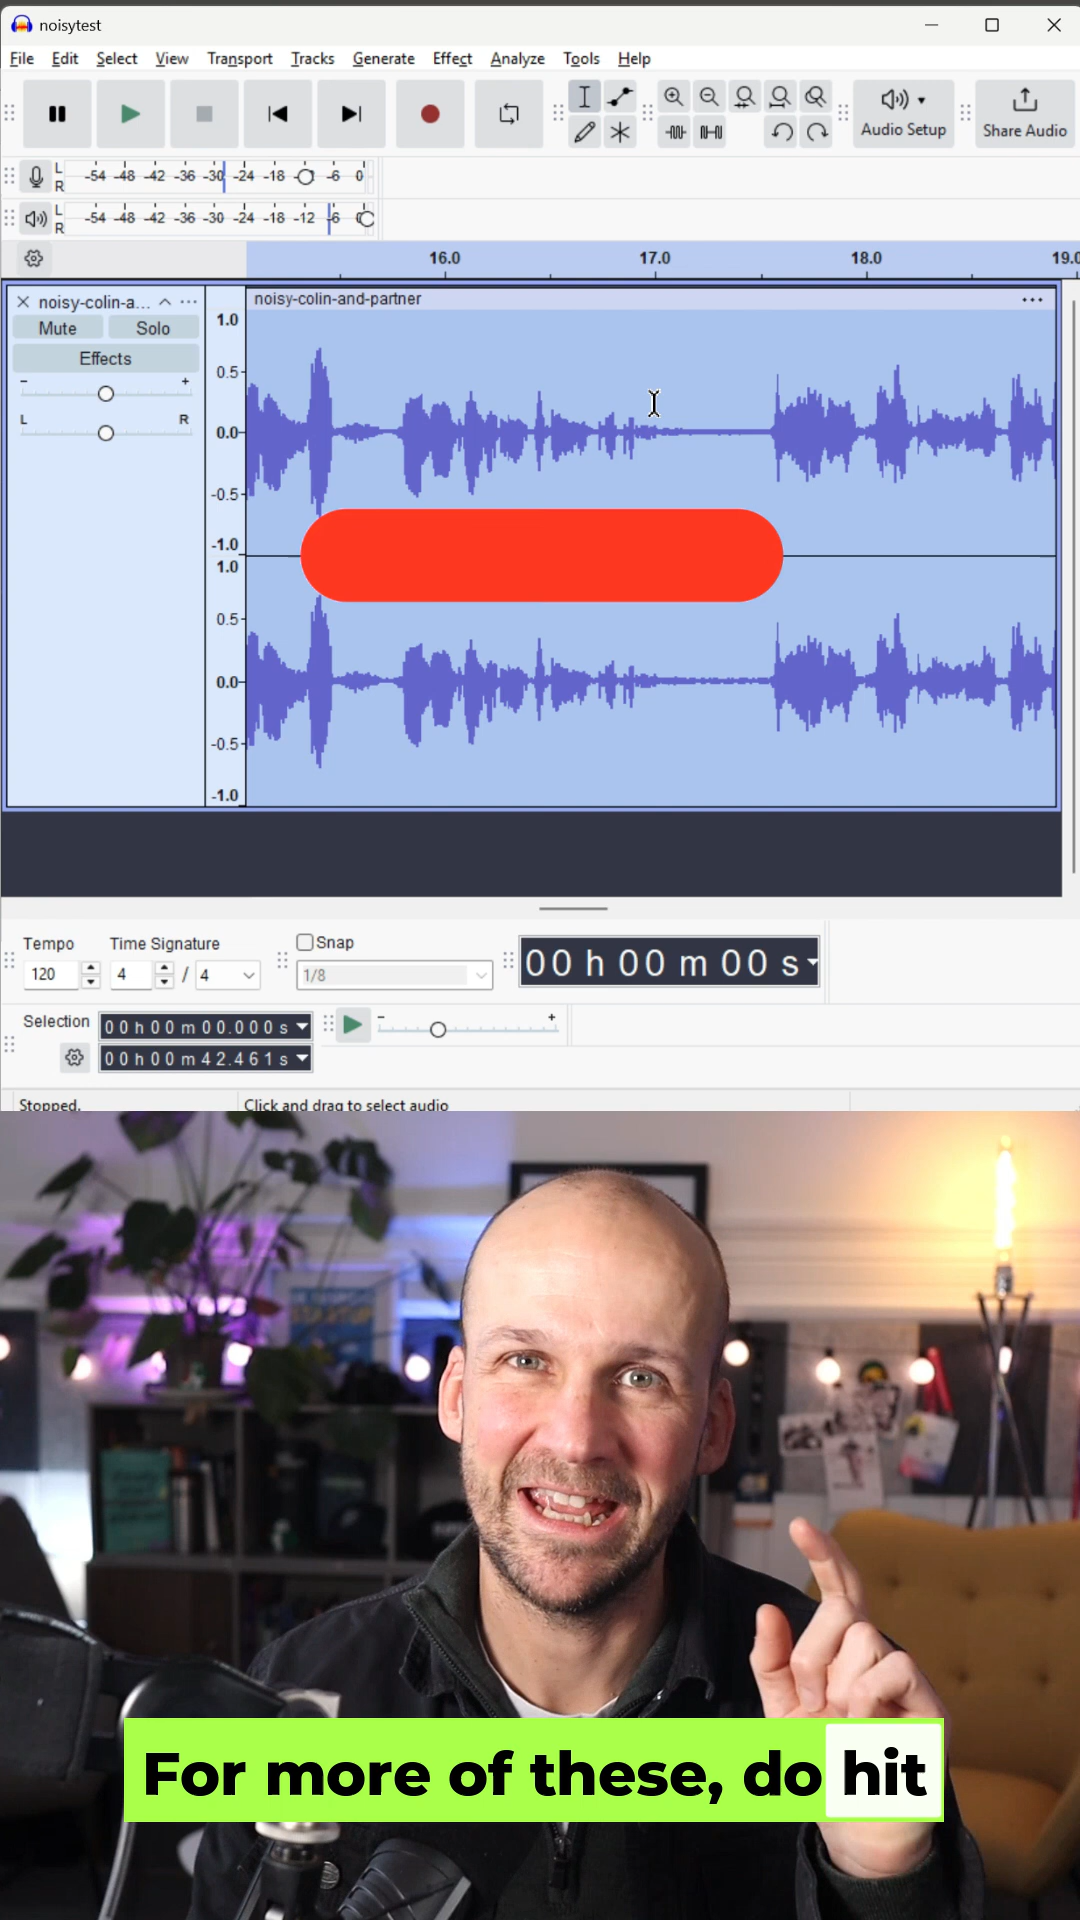 noisytest
File Edit Select View Transport Tracks Generate Effect Analyze Tools Help
Audio Setup
Share Audio
L
R
-54 -48 -42 -36 -30 -24 -18 -6 0
L
R
-54 -48 -42 -36 -30 -24 -18 -12 -6
16.0 17.0 18.0 19.0
noisy-colin-a...
noisy-colin-and-partner
Mute Solo
Effects
- +
L R
1.0
0.5
0.0
-0.5
-1.0
1.0
0.5
0.0
-0.5
-1.0
Tempo
120
Time Signature
4 / 4
Snap
1/8
00 h 00 m 00 s
Selection
00 h 00 m 00.000 s
00 h 00 m 42.461 s
- +
Stopped.
Click and drag to select audio
For more of these, do hit